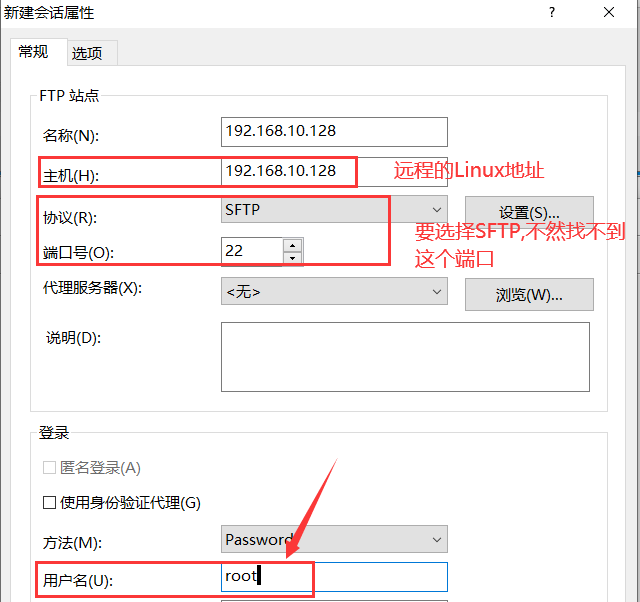 新建会话属性
?
常规 选项
FTP 站点
名称(N): 192.168.10.128
主机(H): 192.168.10.128 远程的Linux地址
协议(R): SFTP 设置(S)...
要选择SFTP,不然找不到
这个端口
端口号(O): 22
代理服务器(X): <无> 浏览(W)...
说明(D):
登录
匿名登录(A)
使用身份验证代理(G)
方法(M): Password
用户名(U): root